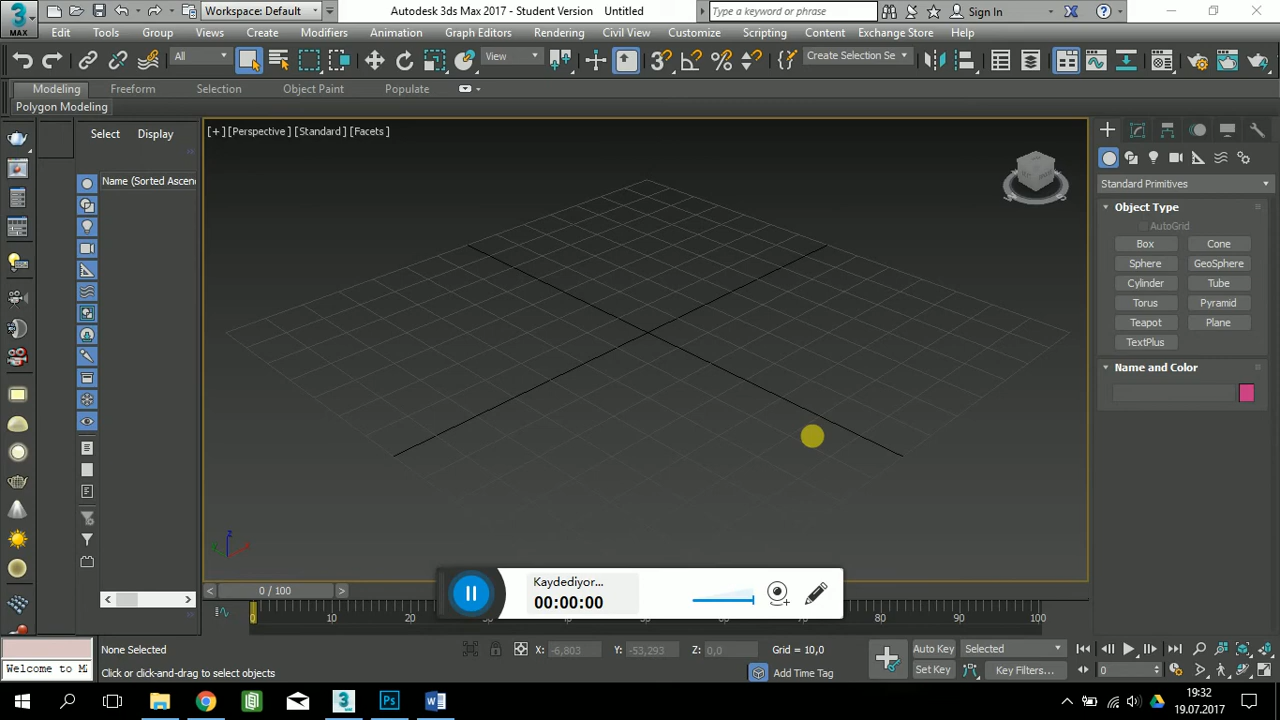 3
MAX
Workspace: Default
Autodesk 3ds Max 2017 - Student Version    Untitled
Type a keyword or phrase
Sign In
Edit
Tools
Group
Views
Create
Modifiers
Animation
Graph Editors
Rendering
Civil View
Customize
Scripting
Content
Exchange Store
Help
All
View
Create Selection Se
Modeling
Freeform
Selection
Object Paint
Populate
Polygon Modeling
Select
Display
Name (Sorted Ascen
[+] [Perspective ] [Standard ] [Facets ]
Standard Primitives
Object Type
AutoGrid
Box
Cone
Sphere
GeoSphere
Cylinder
Tube
Torus
Pyramid
Teapot
Plane
TextPlus
Name and Color
z
y
x
Kaydediyor...
00:00:00
0 / 100
0
10
20
30
80
90
100
None Selected
X: -6,803
Y: -53,293
Z: 0,0
Grid = 10,0
Auto Key
Selected
Welcome to M
Click or click-and-drag to select objects
Add Time Tag
Set Key
Key Filters...
0
19:32
19.07.2017